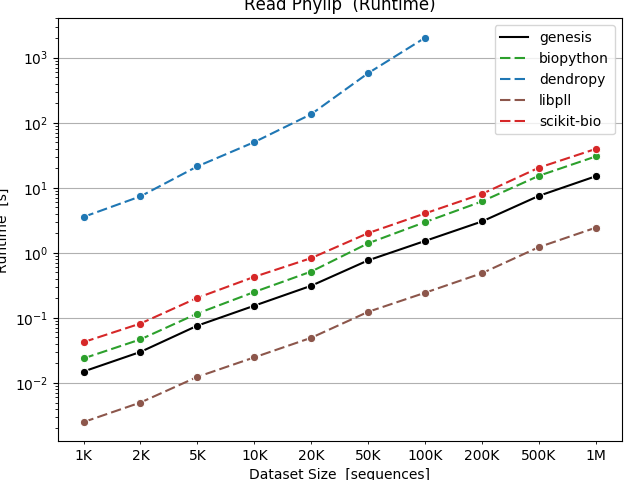 Read Phylip  (Runtime)
genesis
biopython
dendropy
libpll
scikit-bio
Runtime  [s]
10³
10²
10¹
10⁰
10⁻¹
10⁻²
1K 2K 5K 10K 20K 50K 100K 200K 500K 1M
Dataset Size  [sequences]